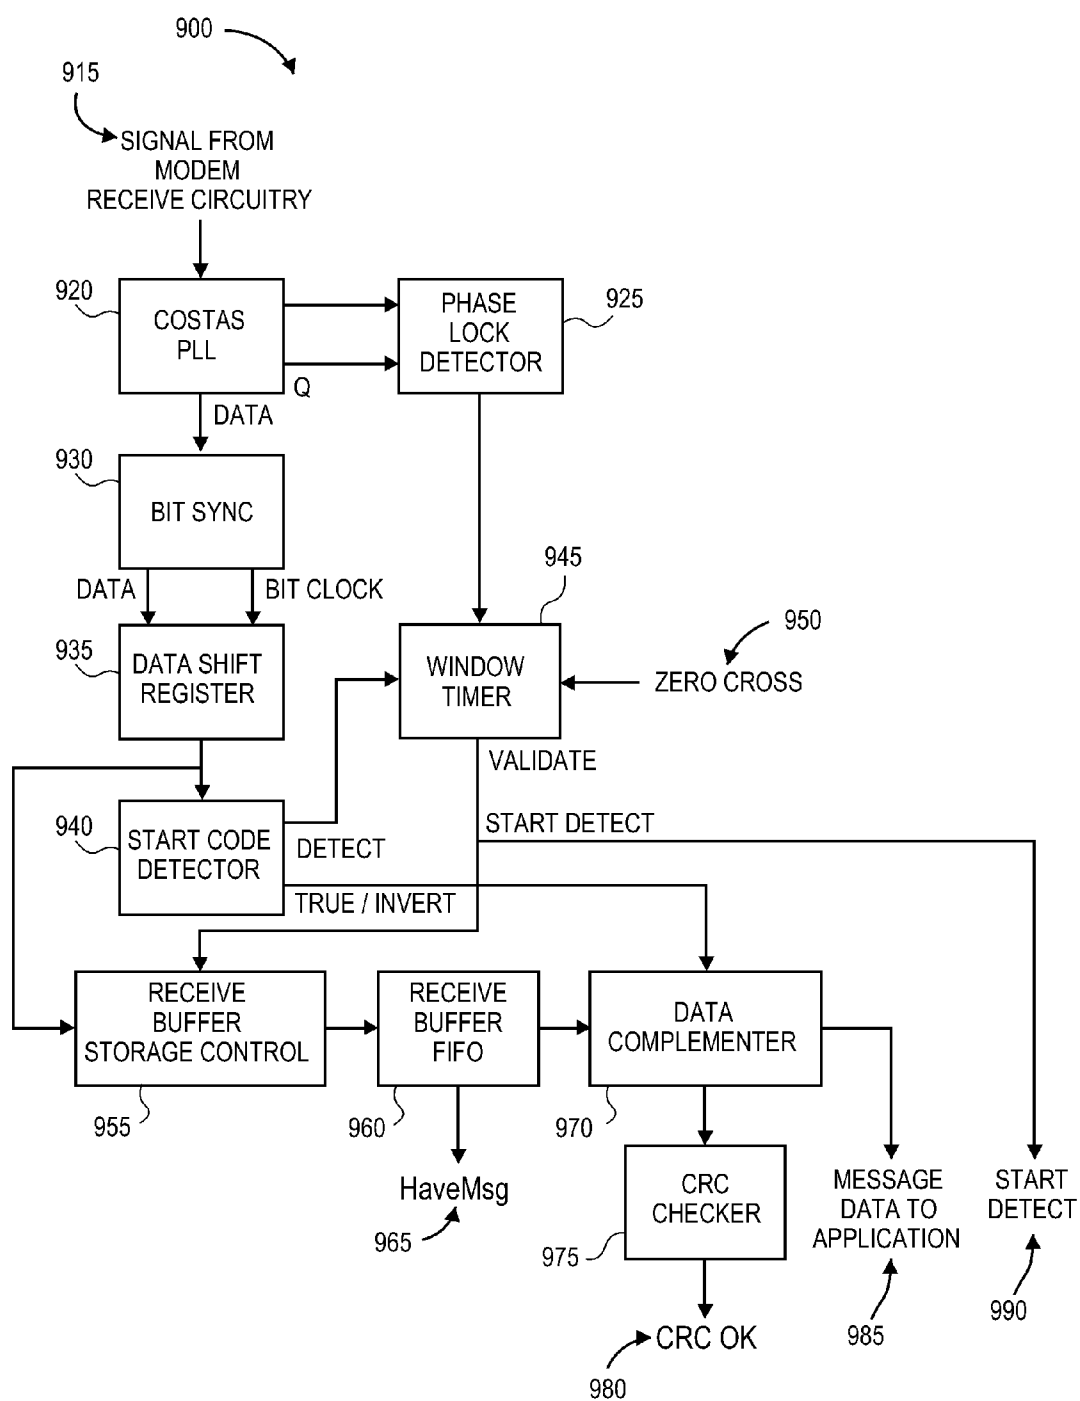 900
915
SIGNAL FROM
MODEM
RECEIVE CIRCUITRY
920
COSTAS
PLL
PHASE
LOCK
DETECTOR
925
Q
DATA
930
BIT SYNC
DATA
BIT CLOCK
945
950
935
DATA SHIFT
REGISTER
WINDOW
TIMER
ZERO CROSS
VALIDATE
START DETECT
940
START CODE
DETECTOR
DETECT
TRUE / INVERT
RECEIVE
BUFFER
STORAGE CONTROL
955
RECEIVE
BUFFER
FIFO
960
DATA
COMPLEMENTER
970
HaveMsg
965
CRC
CHECKER
975
MESSAGE
DATA TO
APPLICATION
985
START
DETECT
990
CRC OK
980